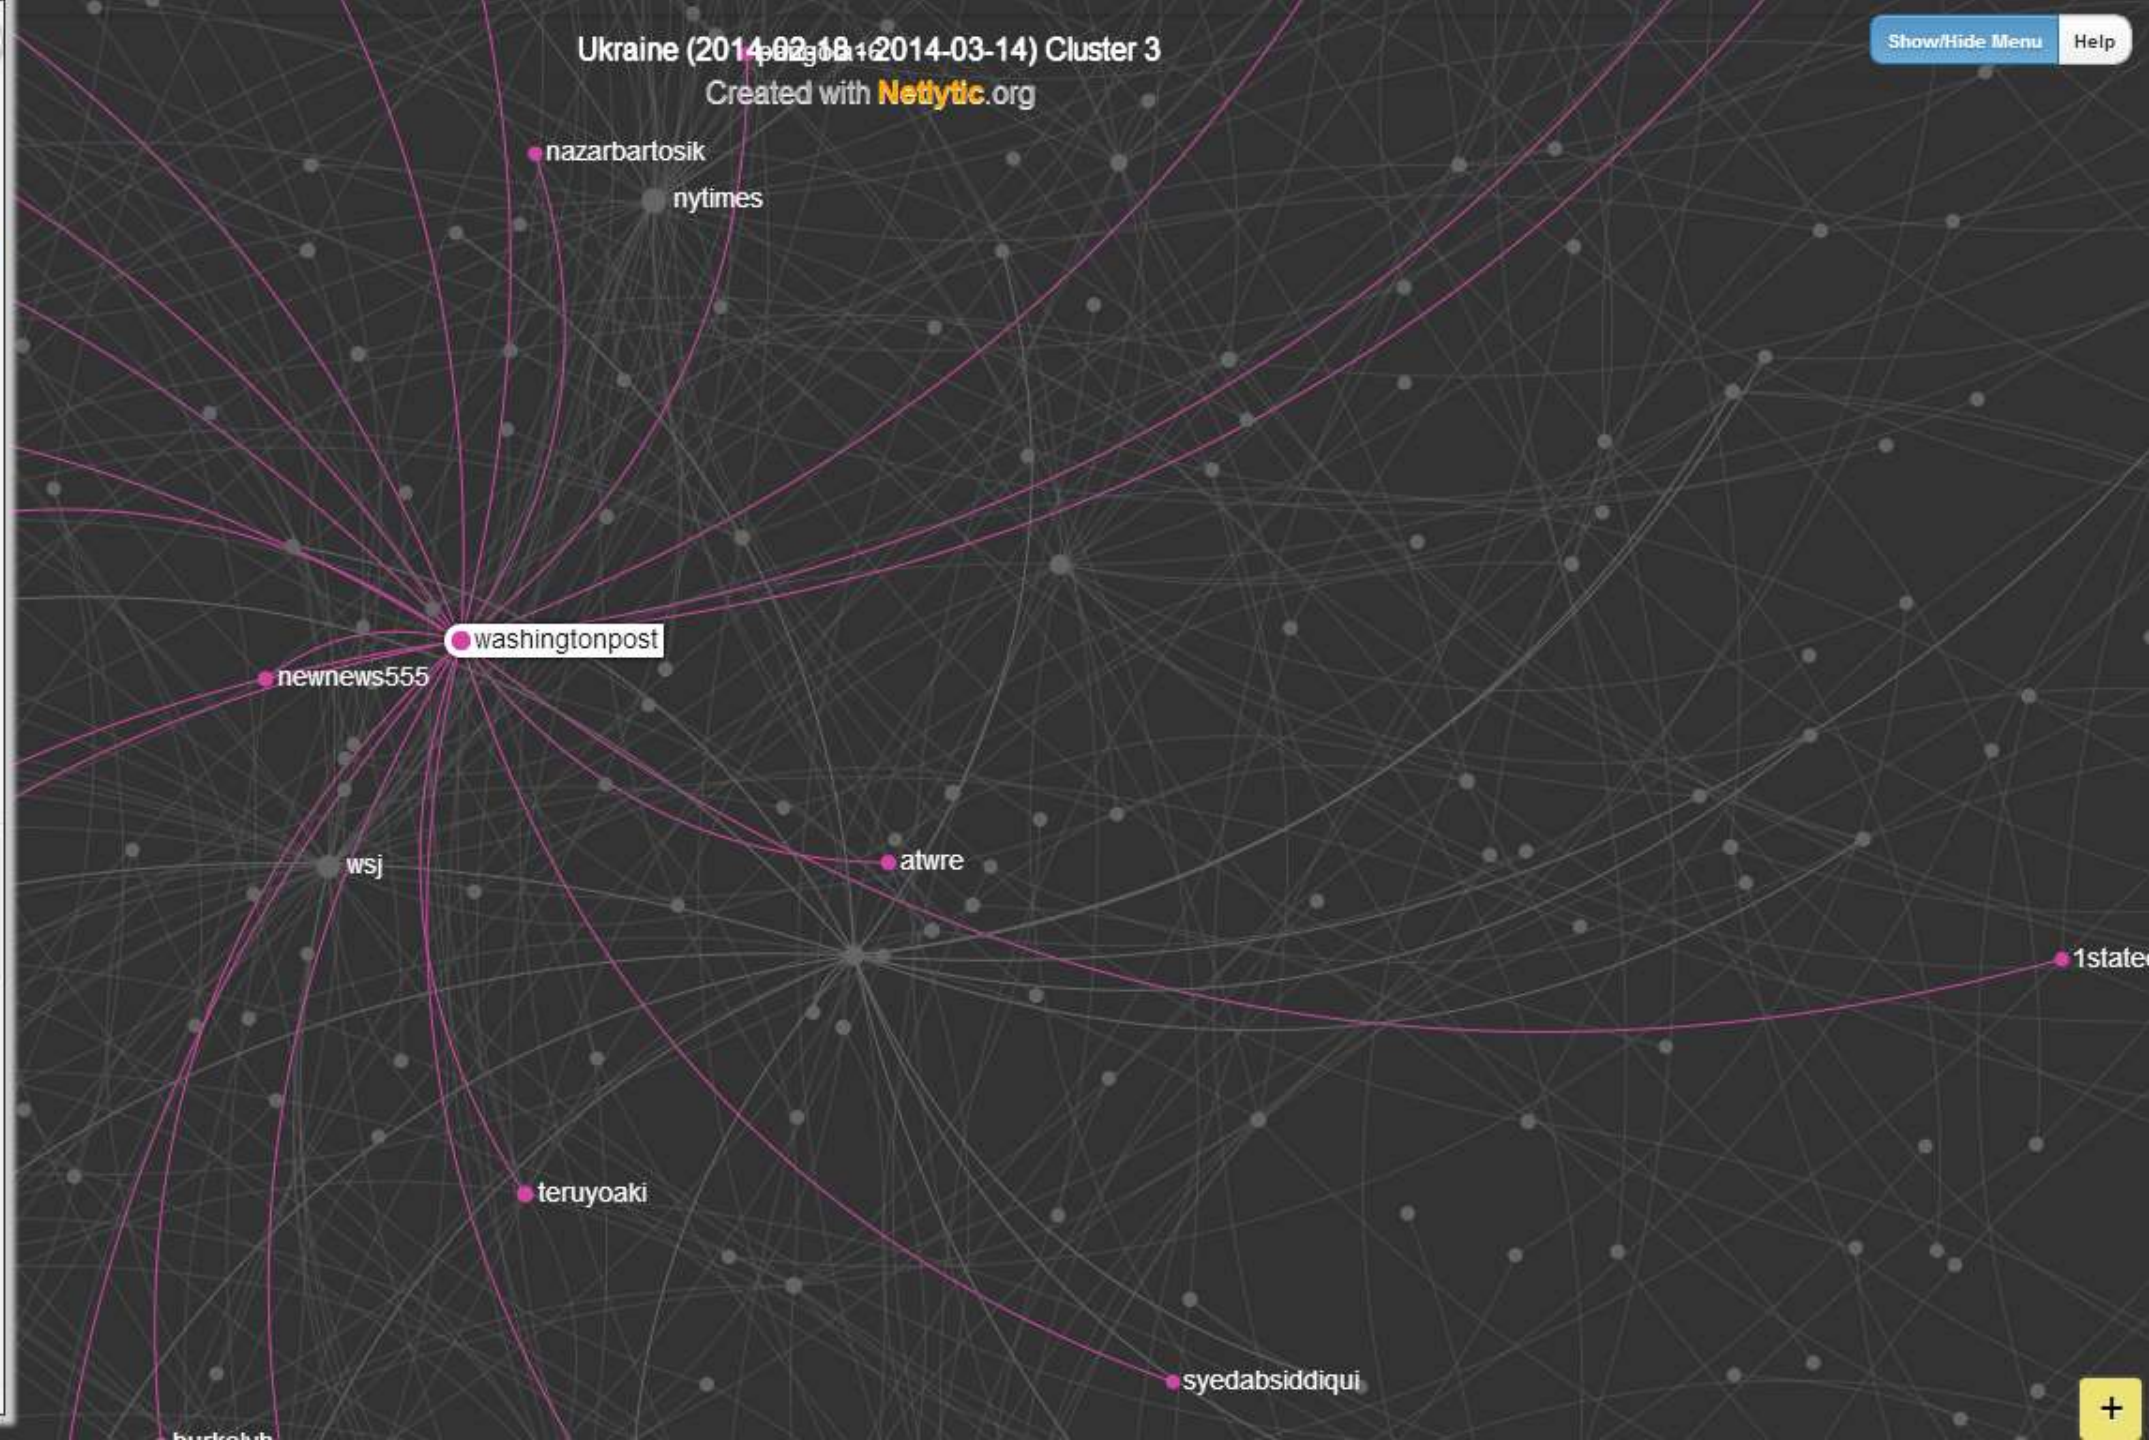 Ukraine (2014-02-18 - 2014-03-14) Cluster 3
Created with Netlytic.org
Show/Hide Menu
Help
nazarbartosik
nytimes
washingtonpost
newnews555
wsj
atwre
1state
teruyoaki
syedabsiddiqui
+